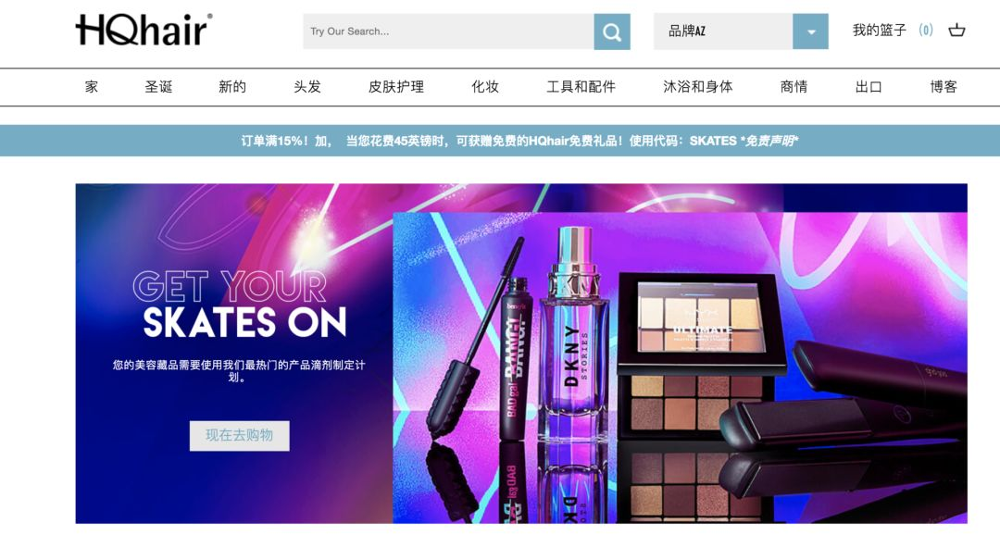 HQhair®
Try Our Search...
品牌AZ
我的篮子 (0)
家 圣诞 新的 头发 皮肤护理 化妆 工具和配件 沐浴和身体 商情 出口 博客
订单满15%！加， 当您花费45英镑时，可获赠免费的HQhair免费礼品！使用代码：SKATES *免责声明*
GET YOUR
SKATES ON
您的美容藏品需要使用我们最热门的产品滴剂制定计
划。
现在去购物
benefit
BAD gal BANG!
DKNY
STORIES
NYX
ULTIMATE
ghd